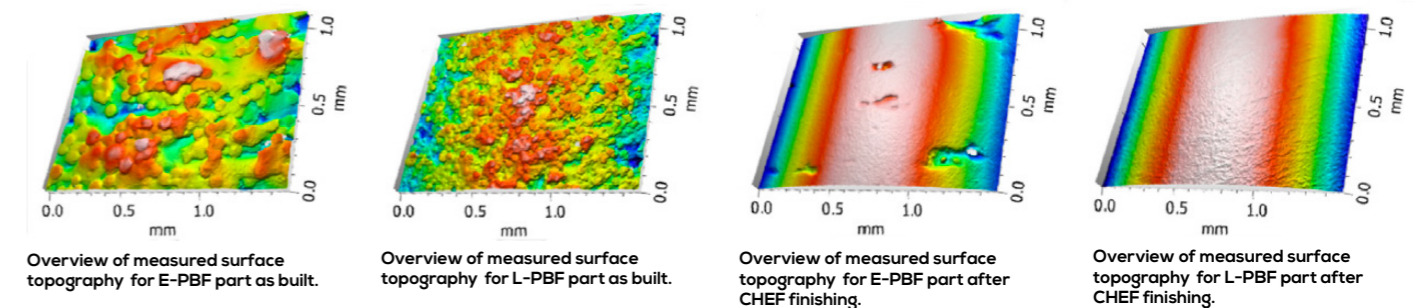 1.0
0.5
mm
0.0
0.0 0.5 1.0
mm
Overview of measured surface
topography for E-PBF part as built.
1.0
0.5
mm
0.0
0.0 0.5 1.0
mm
Overview of measured surface
topography for L-PBF part as built.
1.0
0.5
mm
0.0
0.0 0.5 1.0
mm
Overview of measured surface
topography for E-PBF part after
CHEF finishing.
1.0
0.5
mm
0.0
0.0 0.5 1.0
mm
Overview of measured surface
topography for L-PBF part after
CHEF finishing.